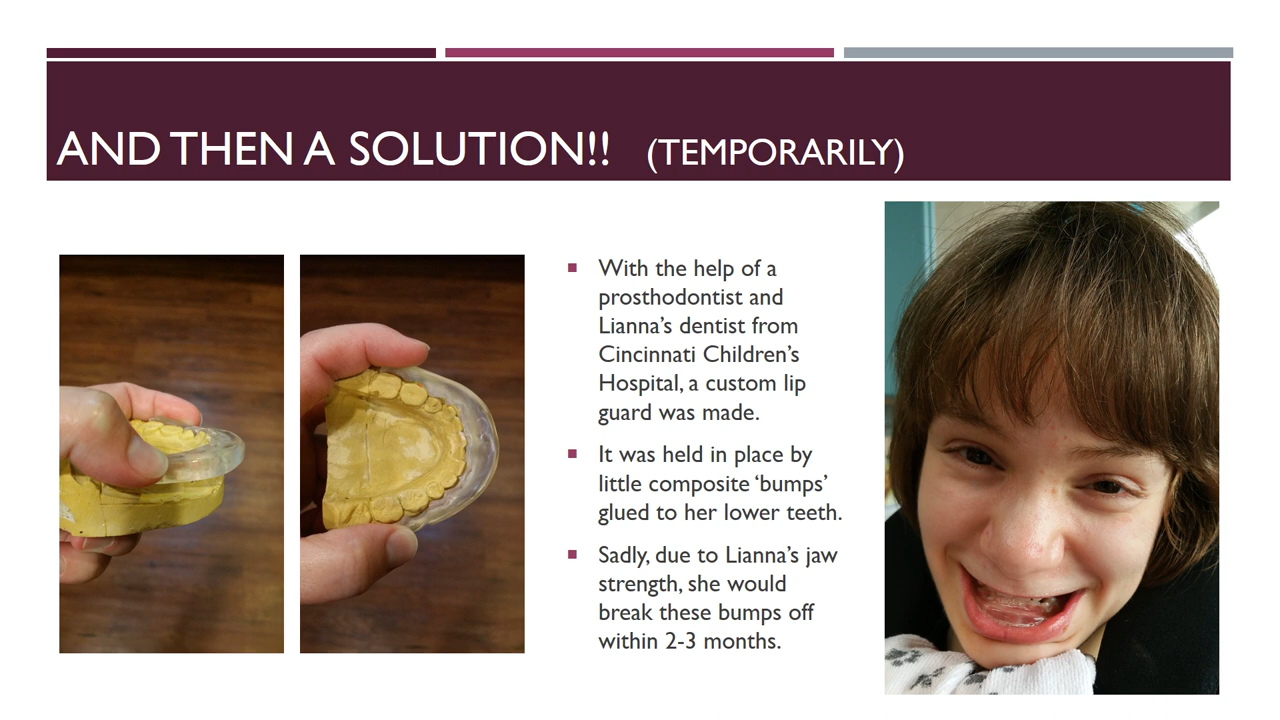 AND THEN A SOLUTION!! (TEMPORARILY)
With the help of a
prosthodontist and
Lianna’s dentist from
Cincinnati Children’s
Hospital, a custom lip
guard was made.
It was held in place by
little composite ‘bumps’
glued to her lower teeth.
Sadly, due to Lianna’s jaw
strength, she would
break these bumps off
within 2-3 months.